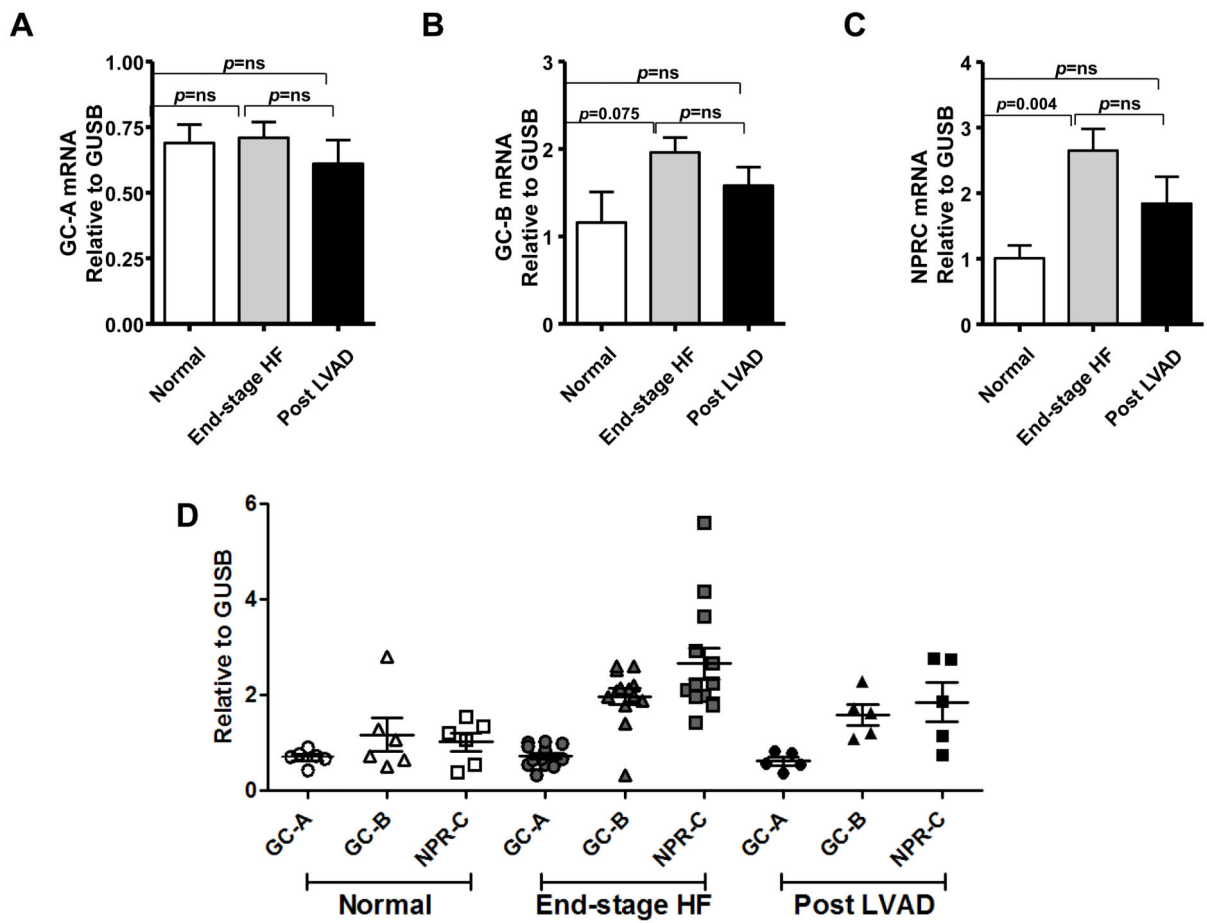 A
GC-A mRNA
Relative to GUSB
1.00
0.75
0.50
0.25
0.00
p=ns
p=ns
p=ns
Normal
End-stage HF
Post LVAD
B
GC-B mRNA
Relative to GUSB
3
2
1
0
p=ns
p=0.075
p=ns
Normal
End-stage HF
Post LVAD
C
NPRC mRNA
Relative to GUSB
4
3
2
1
0
p=ns
p=0.004
p=ns
Normal
End-stage HF
Post LVAD
D
Relative to GUSB
6
4
2
0
GC-A
GC-B
NPR-C
GC-A
GC-B
NPR-C
GC-A
GC-B
NPR-C
Normal
End-stage HF
Post LVAD